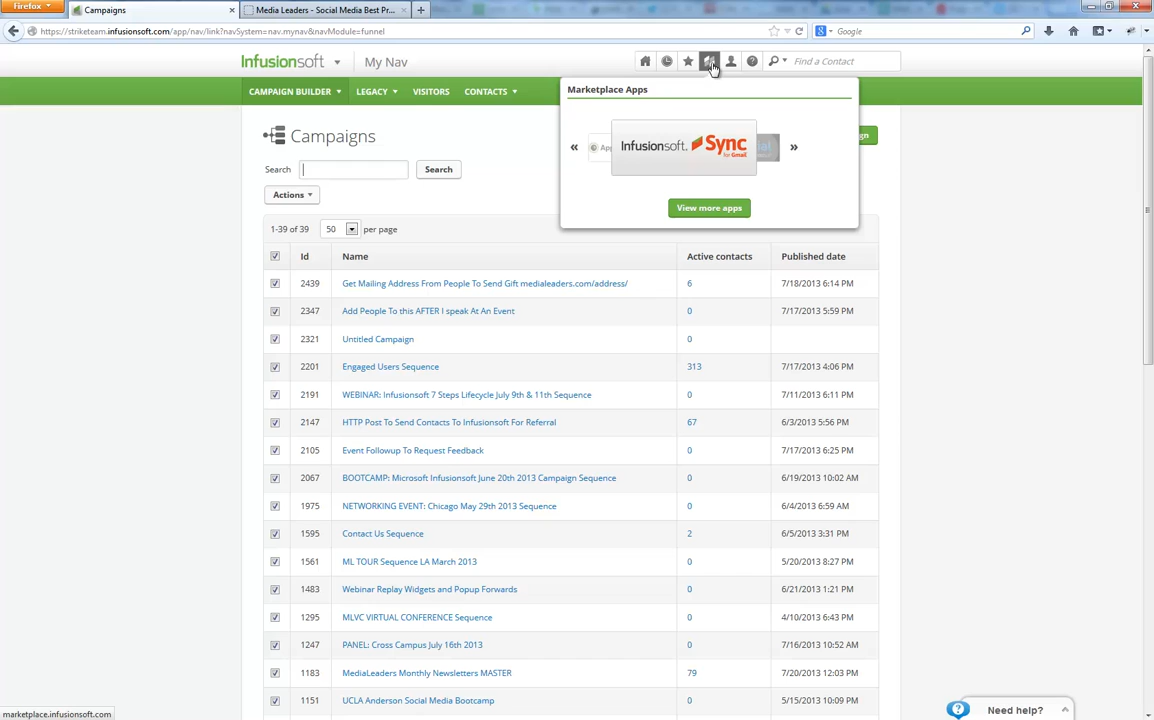 Firefox
Campaigns
Media Leaders - Social Media Best Pr...
https://striketeam.infusionsoft.com/app/nav/link?navSystem=nav.mynav&navModule=funnel
Google
Infusionsoft
My Nav
Find a Contact
CAMPAIGN BUILDER
LEGACY
VISITORS
CONTACTS
Marketplace Apps
Campaigns
Infusionsoft. Sync
for Gmail
Search
Search
Actions
View more apps
1-39 of 39
50
per page
Id Name Active contacts Published date
2439 Get Mailing Address From People To Send Gift medialeaders.com/address/ 6 7/18/2013 6:14 PM
2347 Add People To this AFTER I speak At An Event 0 7/17/2013 5:59 PM
2321 Untitled Campaign 0
2201 Engaged Users Sequence 313 7/17/2013 4:06 PM
2191 WEBINAR: Infusionsoft 7 Steps Lifecycle July 9th & 11th Sequence 0 7/11/2013 6:11 PM
2147 HTTP Post To Send Contacts To Infusionsoft For Referral 67 6/3/2013 5:56 PM
2105 Event Followup To Request Feedback 0 7/17/2013 6:25 PM
2067 BOOTCAMP: Microsoft Infusionsoft June 20th 2013 Campaign Sequence 0 6/19/2013 10:02 AM
1975 NETWORKING EVENT: Chicago May 29th 2013 Sequence 0 6/4/2013 6:59 AM
1595 Contact Us Sequence 2 6/5/2013 3:31 PM
1561 ML TOUR Sequence LA March 2013 0 5/20/2013 8:27 PM
1483 Webinar Replay Widgets and Popup Forwards 0 6/21/2013 1:21 PM
1295 MLVC VIRTUAL CONFERENCE Sequence 0 4/10/2013 6:43 PM
1247 PANEL: Cross Campus July 16th 2013 0 7/16/2013 10:52 AM
1183 MediaLeaders Monthly Newsletters MASTER 79 7/20/2013 12:03 PM
1151 UCLA Anderson Social Media Bootcamp 0 5/15/2013 10:09 PM
Need help?
marketplace.infusionsoft.com